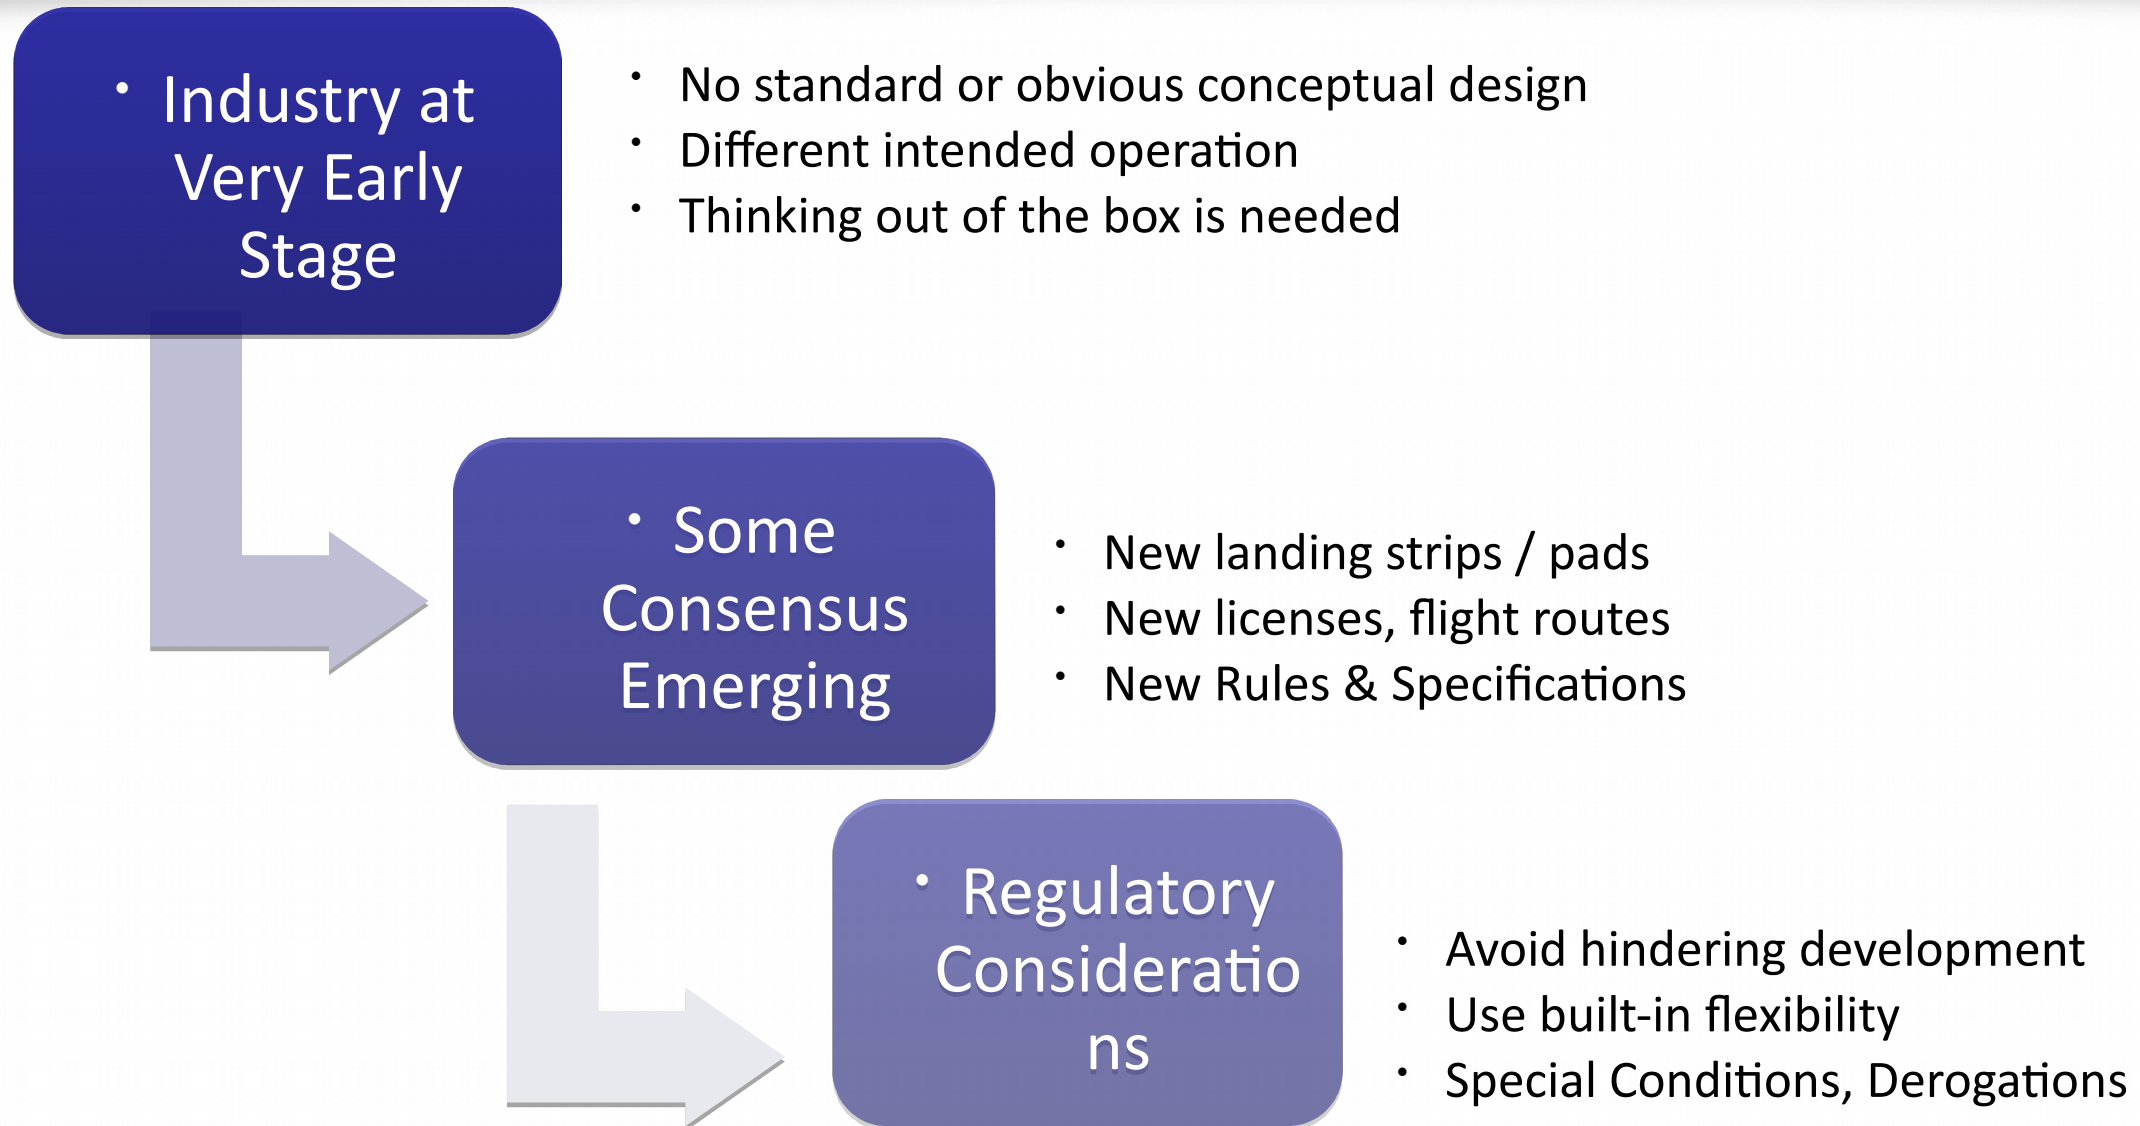 • Industry at
Very Early
Stage
• No standard or obvious conceptual design
• Different intended operation
• Thinking out of the box is needed
• Some
Consensus
Emerging
• New landing strips / pads
• New licenses, flight routes
• New Rules & Specifications
• Regulatory
Consideratio
ns
• Avoid hindering development
• Use built-in flexibility
• Special Conditions, Derogations